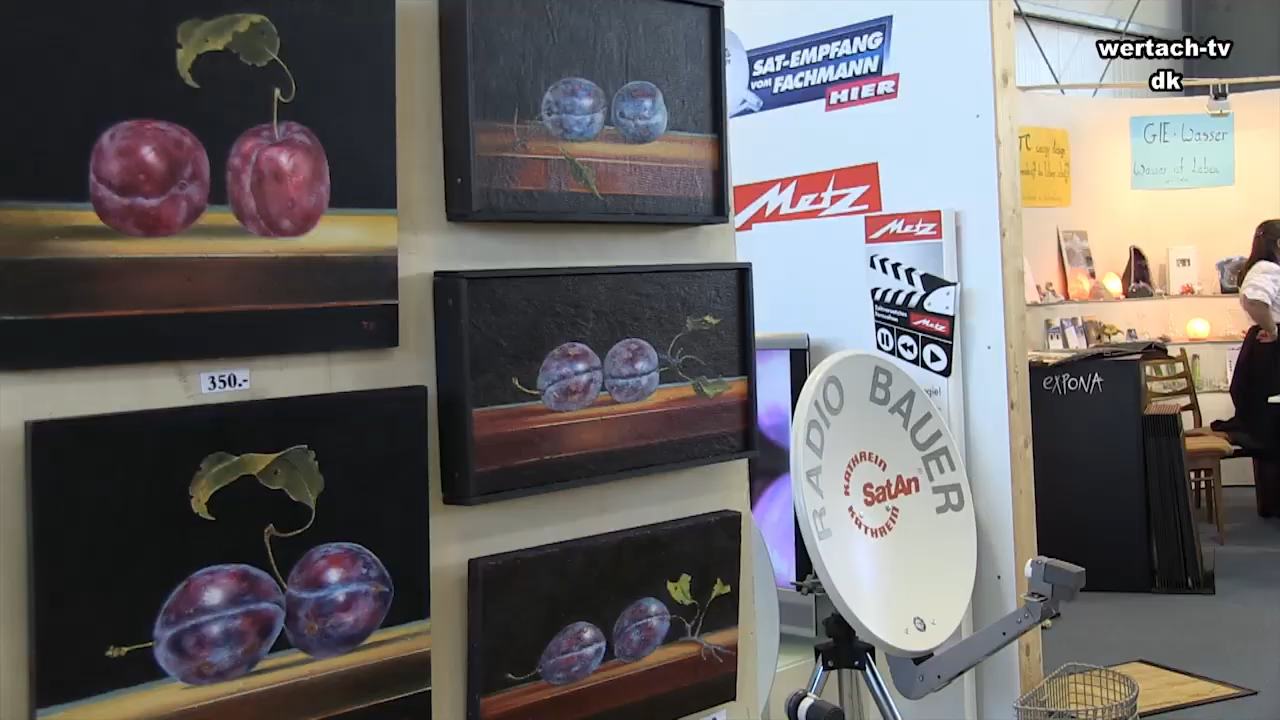 wertach-tv
dk
SAT-EMPFANG
VOM FACHMANN
HIER
Metz
Metz
Metz
GIE-Wasser
Wasser ist Leben
EXPONA
350.-
RADIO BAUER
KATHREIN
SatAn
KATHREIN